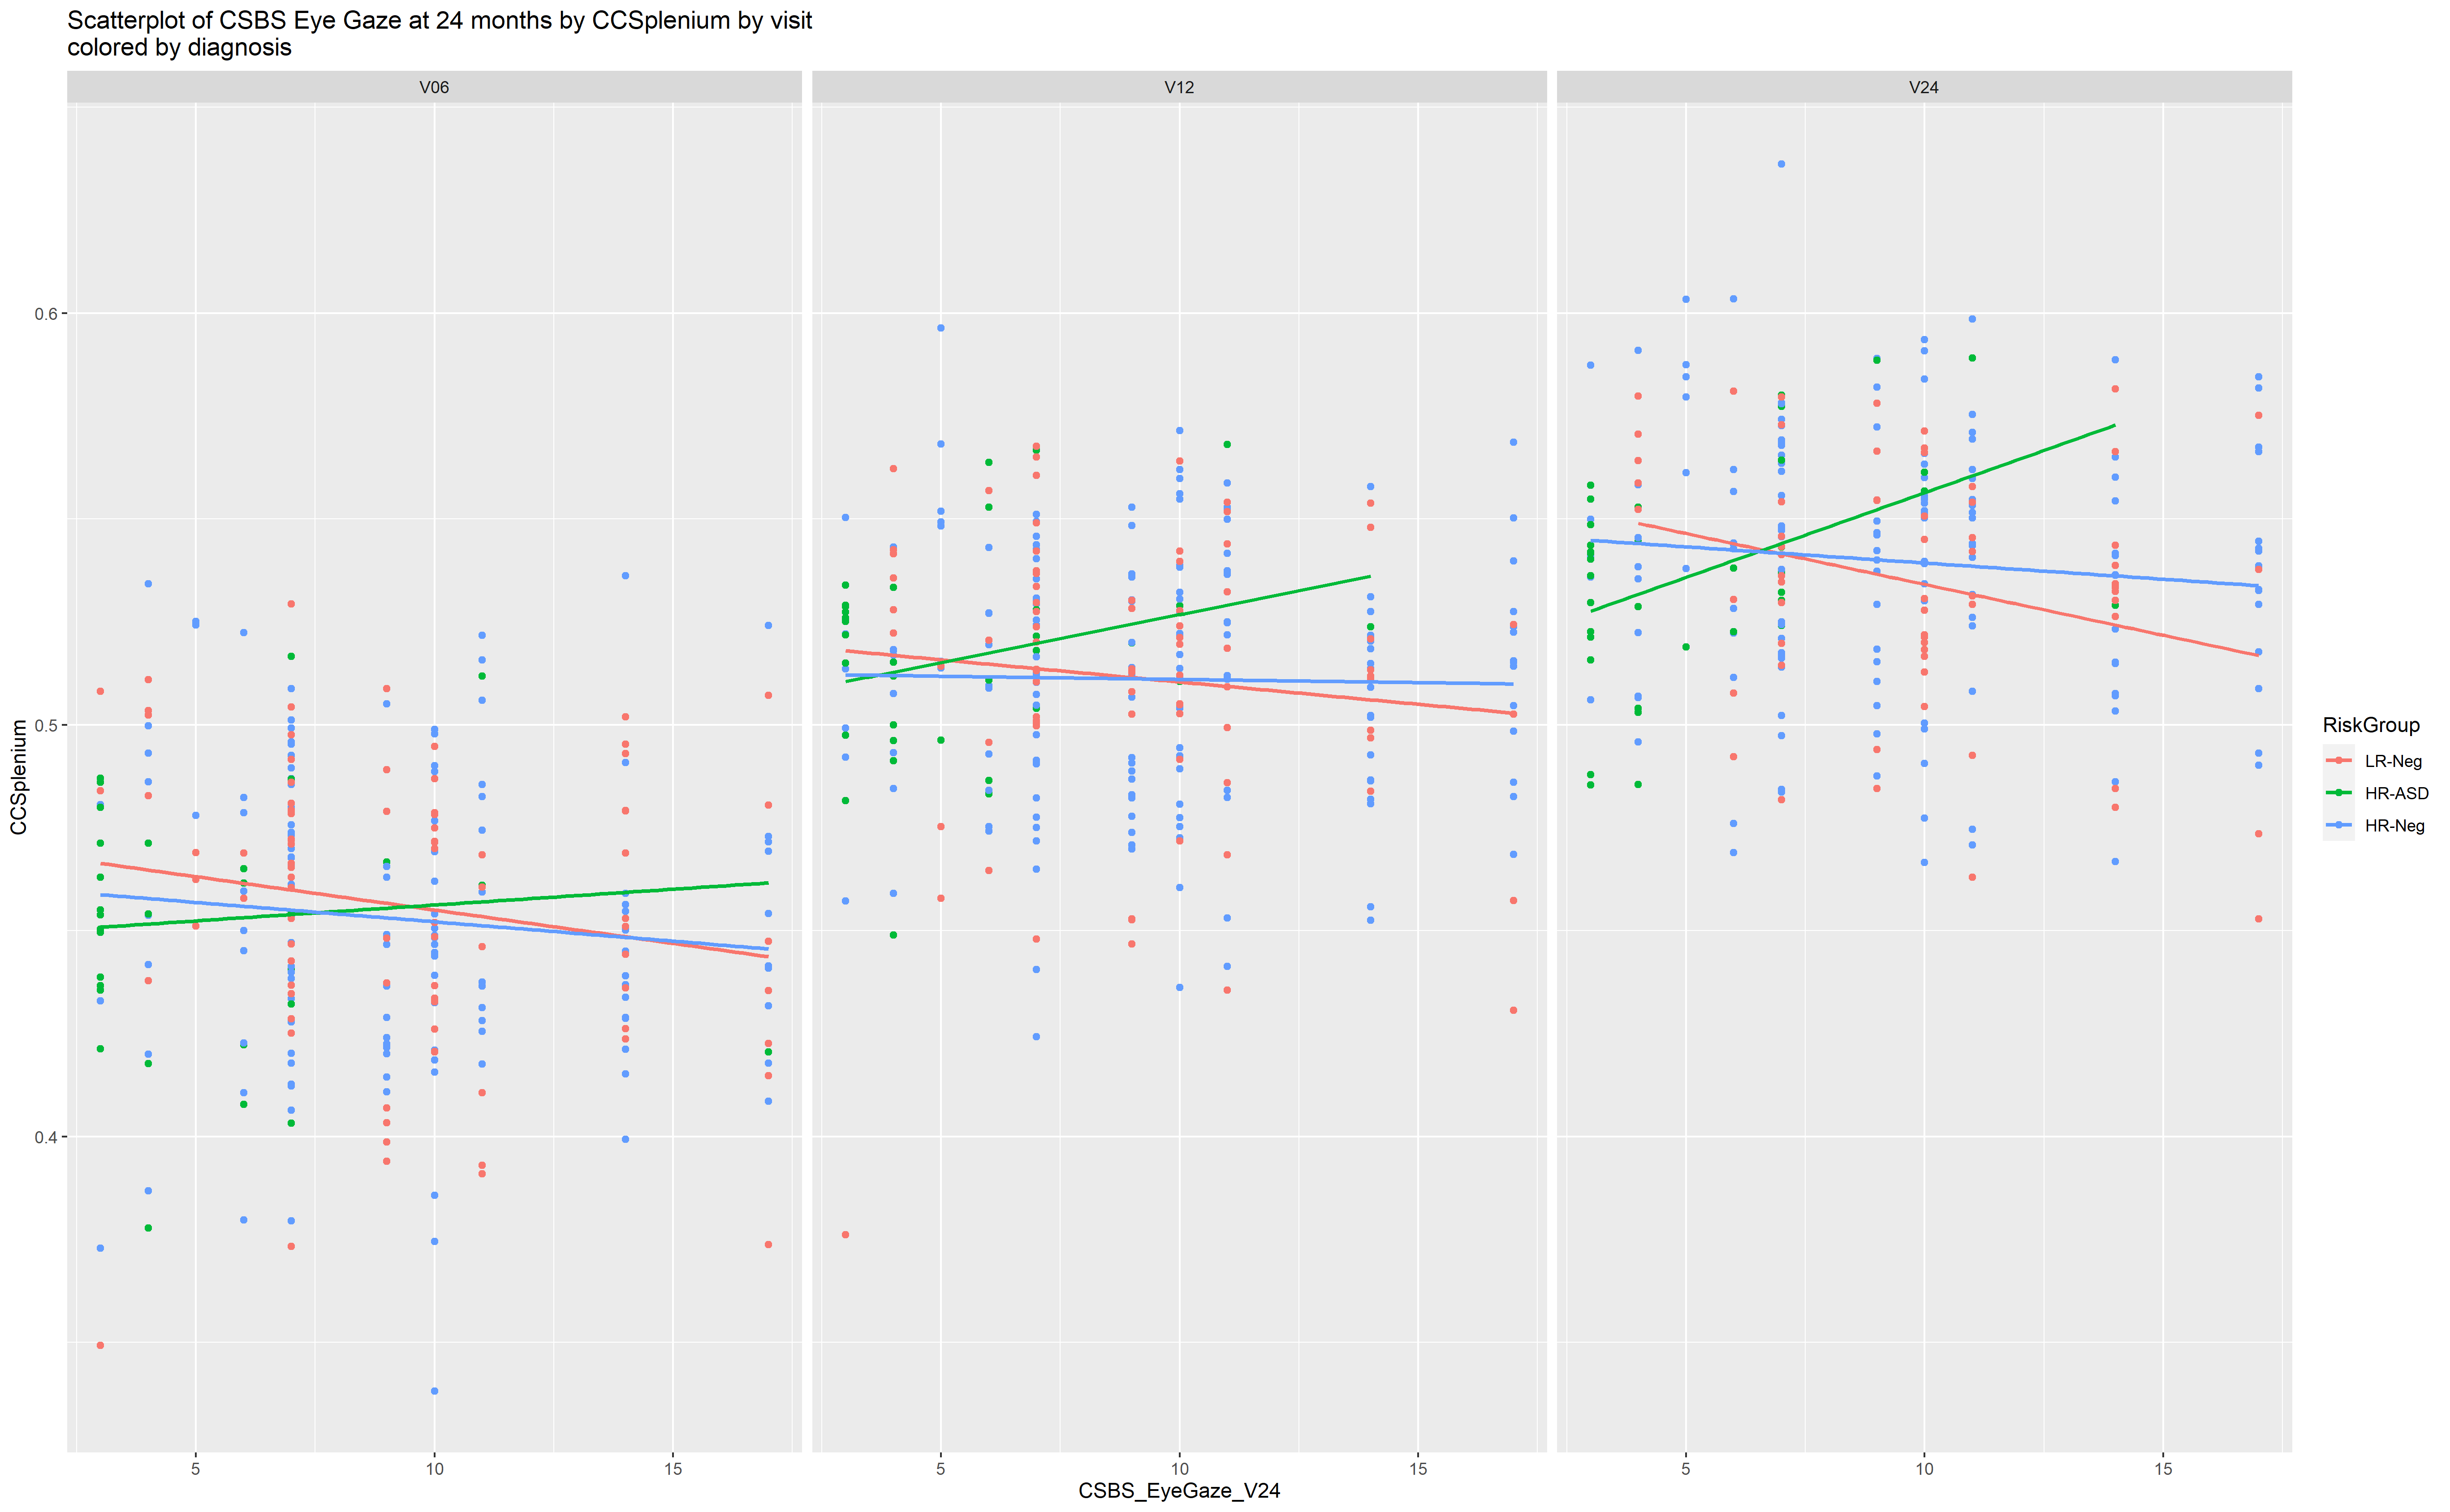 Scatterplot of CSBS Eye Gaze at 24 months by CCSplenium by visit
colored by diagnosis
V06
V12
V24
0.6
0.5
0.4
CCSplenium
5
10
15
5
10
15
5
10
15
CSBS_EyeGaze_V24
RiskGroup
LR-Neg
HR-ASD
HR-Neg